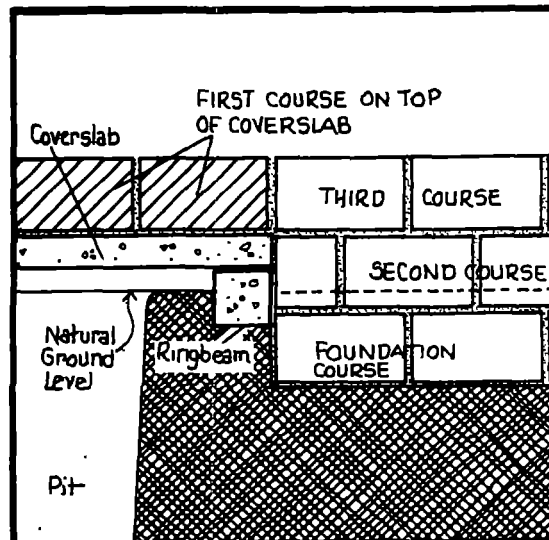 FIRST COURSE ON TOP
OF COVERSLAB
Coverslab
THIRD COURSE
SECOND COURSE
Natural
Ground
Level
Ringbeam
FOUNDATION
COURSE
Pit